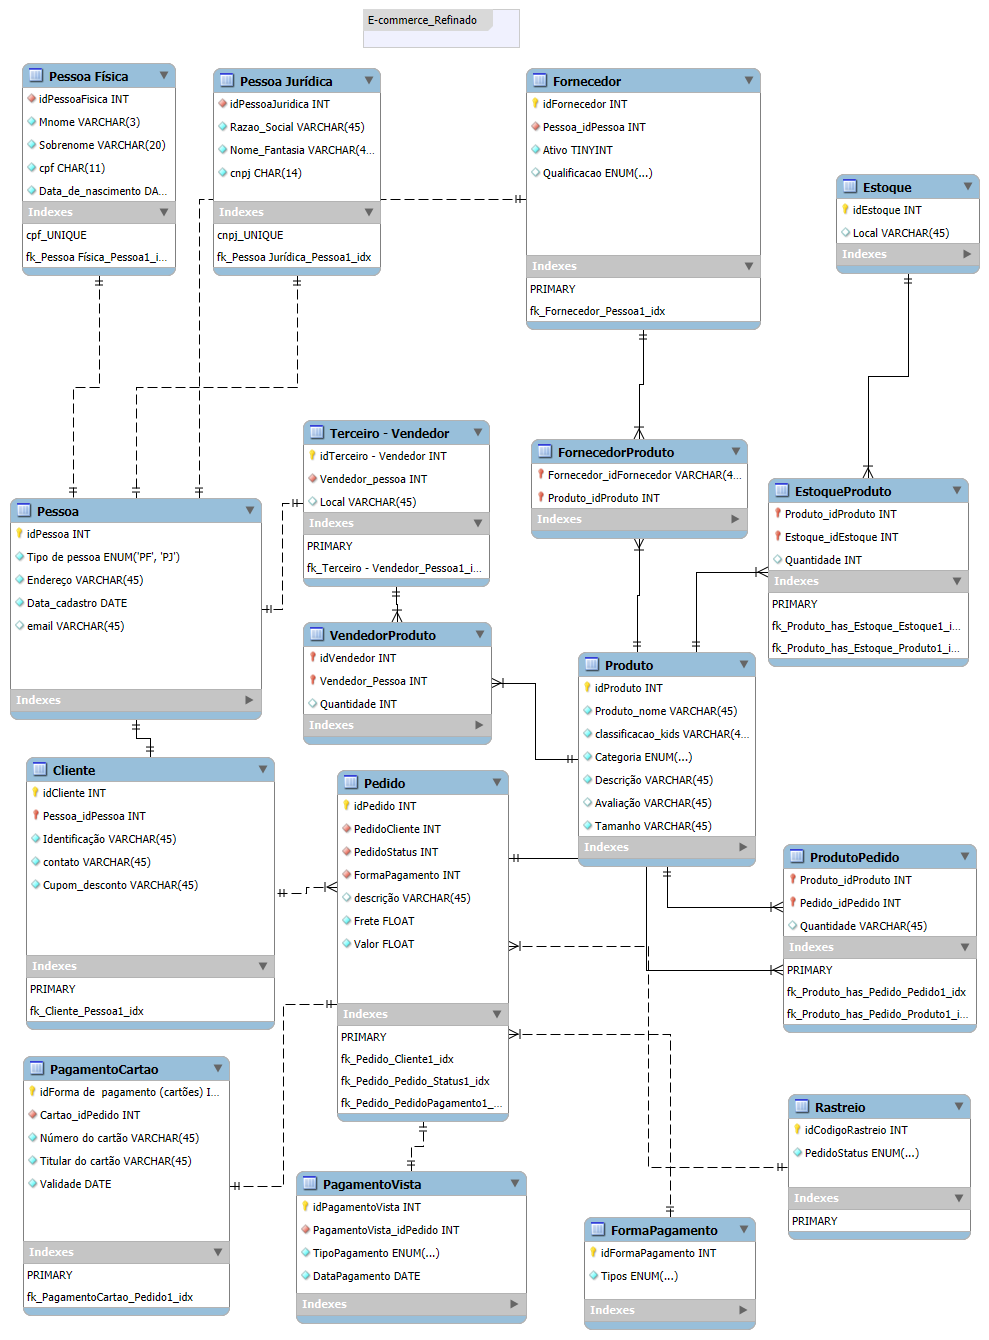 E-commerce_Refinado
Pessoa Física
idPessoaFisica INT
Mnome VARCHAR(3)
Sobrenome VARCHAR(20)
cpf CHAR(11)
Data_de_nascimento DA...
Indexes
cpf_UNIQUE
fk_Pessoa Física_Pessoa1_i...
Pessoa Jurídica
idPessoaJuridica INT
Razao_Social VARCHAR(45)
Nome_Fantasia VARCHAR(4...
cnpj CHAR(14)
Indexes
cnpj_UNIQUE
fk_Pessoa Jurídica_Pessoa1_idx
Fornecedor
idFornecedor INT
Pessoa_idPessoa INT
Ativo TINYINT
Qualificacao ENUM(...)
Indexes
PRIMARY
fk_Fornecedor_Pessoa1_idx
Estoque
idEstoque INT
Local VARCHAR(45)
Indexes
Terceiro - Vendedor
idTerceiro - Vendedor INT
Vendedor_pessoa INT
Local VARCHAR(45)
Indexes
PRIMARY
fk_Terceiro - Vendedor_Pessoa1_i...
FornecedorProduto
Fornecedor_idFornecedor VARCHAR(4...
Produto_idProduto INT
Indexes
EstoqueProduto
Produto_idProduto INT
Estoque_idEstoque INT
Quantidade INT
Indexes
PRIMARY
fk_Produto_has_Estoque_Estoque1_i...
fk_Produto_has_Estoque_Produto1_i...
Pessoa
idPessoa INT
Tipo de pessoa ENUM('PF', 'PJ')
Endereço VARCHAR(45)
Data_cadastro DATE
email VARCHAR(45)
Indexes
VendedorProduto
idVendedor INT
Vendedor_Pessoa INT
Quantidade INT
Indexes
Produto
idProduto INT
Produto_nome VARCHAR(45)
classificacao_kids VARCHAR(4...
Categoria ENUM(...)
Descrição VARCHAR(45)
Avaliação VARCHAR(45)
Tamanho VARCHAR(45)
Indexes
Cliente
idCliente INT
Pessoa_idPessoa INT
Identificação VARCHAR(45)
contato VARCHAR(45)
Cupom_desconto VARCHAR(45)
Indexes
PRIMARY
fk_Cliente_Pessoa1_idx
Pedido
idPedido INT
PedidoCliente INT
PedidoStatus INT
FormaPagamento INT
descrição VARCHAR(45)
Frete FLOAT
Valor FLOAT
Indexes
PRIMARY
fk_Pedido_Cliente1_idx
fk_Pedido_Pedido_Status1_idx
fk_Pedido_PedidoPagamento1_...
ProdutoPedido
Produto_idProduto INT
Pedido_idPedido INT
Quantidade VARCHAR(45)
Indexes
PRIMARY
fk_Produto_has_Pedido_Pedido1_idx
fk_Produto_has_Pedido_Produto1_i...
PagamentoCartao
idForma de  pagamento (cartões) I...
Cartao_idPedido INT
Número do cartão VARCHAR(45)
Titular do cartão VARCHAR(45)
Validade DATE
Indexes
PRIMARY
fk_PagamentoCartao_Pedido1_idx
PagamentoVista
idPagamentoVista INT
PagamentoVista_idPedido INT
TipoPagamento ENUM(...)
DataPagamento DATE
Indexes
FormaPagamento
idFormaPagamento INT
Tipos ENUM(...)
Indexes
Rastreio
idCodigoRastreio INT
PedidoStatus ENUM(...)
Indexes
PRIMARY